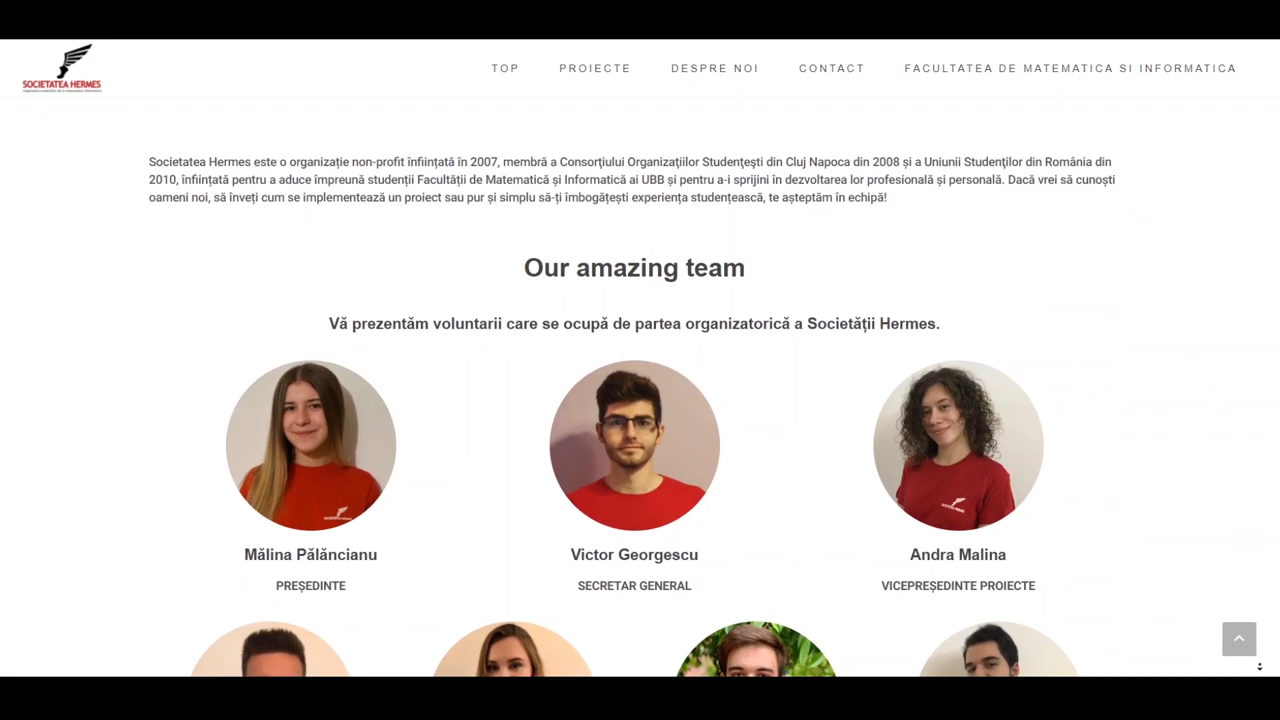 SOCIETATEA HERMES
TOP PROIECTE DESPRE NOI CONTACT FACULTATEA DE MATEMATICA SI INFORMATICA
Societatea Hermes este o organizație non-profit înființată în 2007, membră a Consorţiului Organizaţiilor Studenţeşti din Cluj Napoca din 2008 și a Uniunii Studenţilor din România din
2010, înființată pentru a aduce împreună studenții Facultății de Matematică și Informatică ai UBB și pentru a-i sprijini în dezvoltarea lor profesională și personală. Dacă vrei să cunoști
oameni noi, să înveți cum se implementează un proiect sau pur și simplu să-ți îmbogățești experiența studențească, te așteptăm în echipă!
Our amazing team
Vă prezentăm voluntarii care se ocupă de partea organizatorică a Societății Hermes.
Mălina Pălăncianu Victor Georgescu Andra Malina
PREȘEDINTE SECRETAR GENERAL VICEPREȘEDINTE PROIECTE